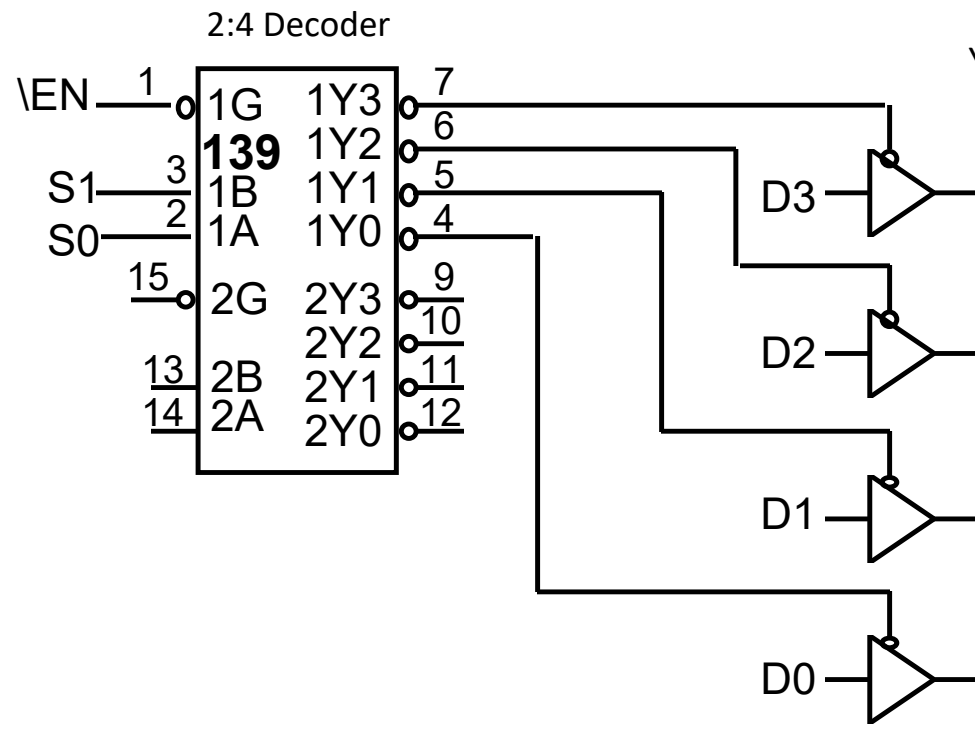 2:4 Decoder
\EN 1 1G 1Y3 7
139 1Y2 6
S1 3 1B 1Y1 5
S0 2 1A 1Y0 4
15 2G 2Y3 9
2Y2 10
13 2B 2Y1 11
14 2A 2Y0 12
D3
D2
D1
D0